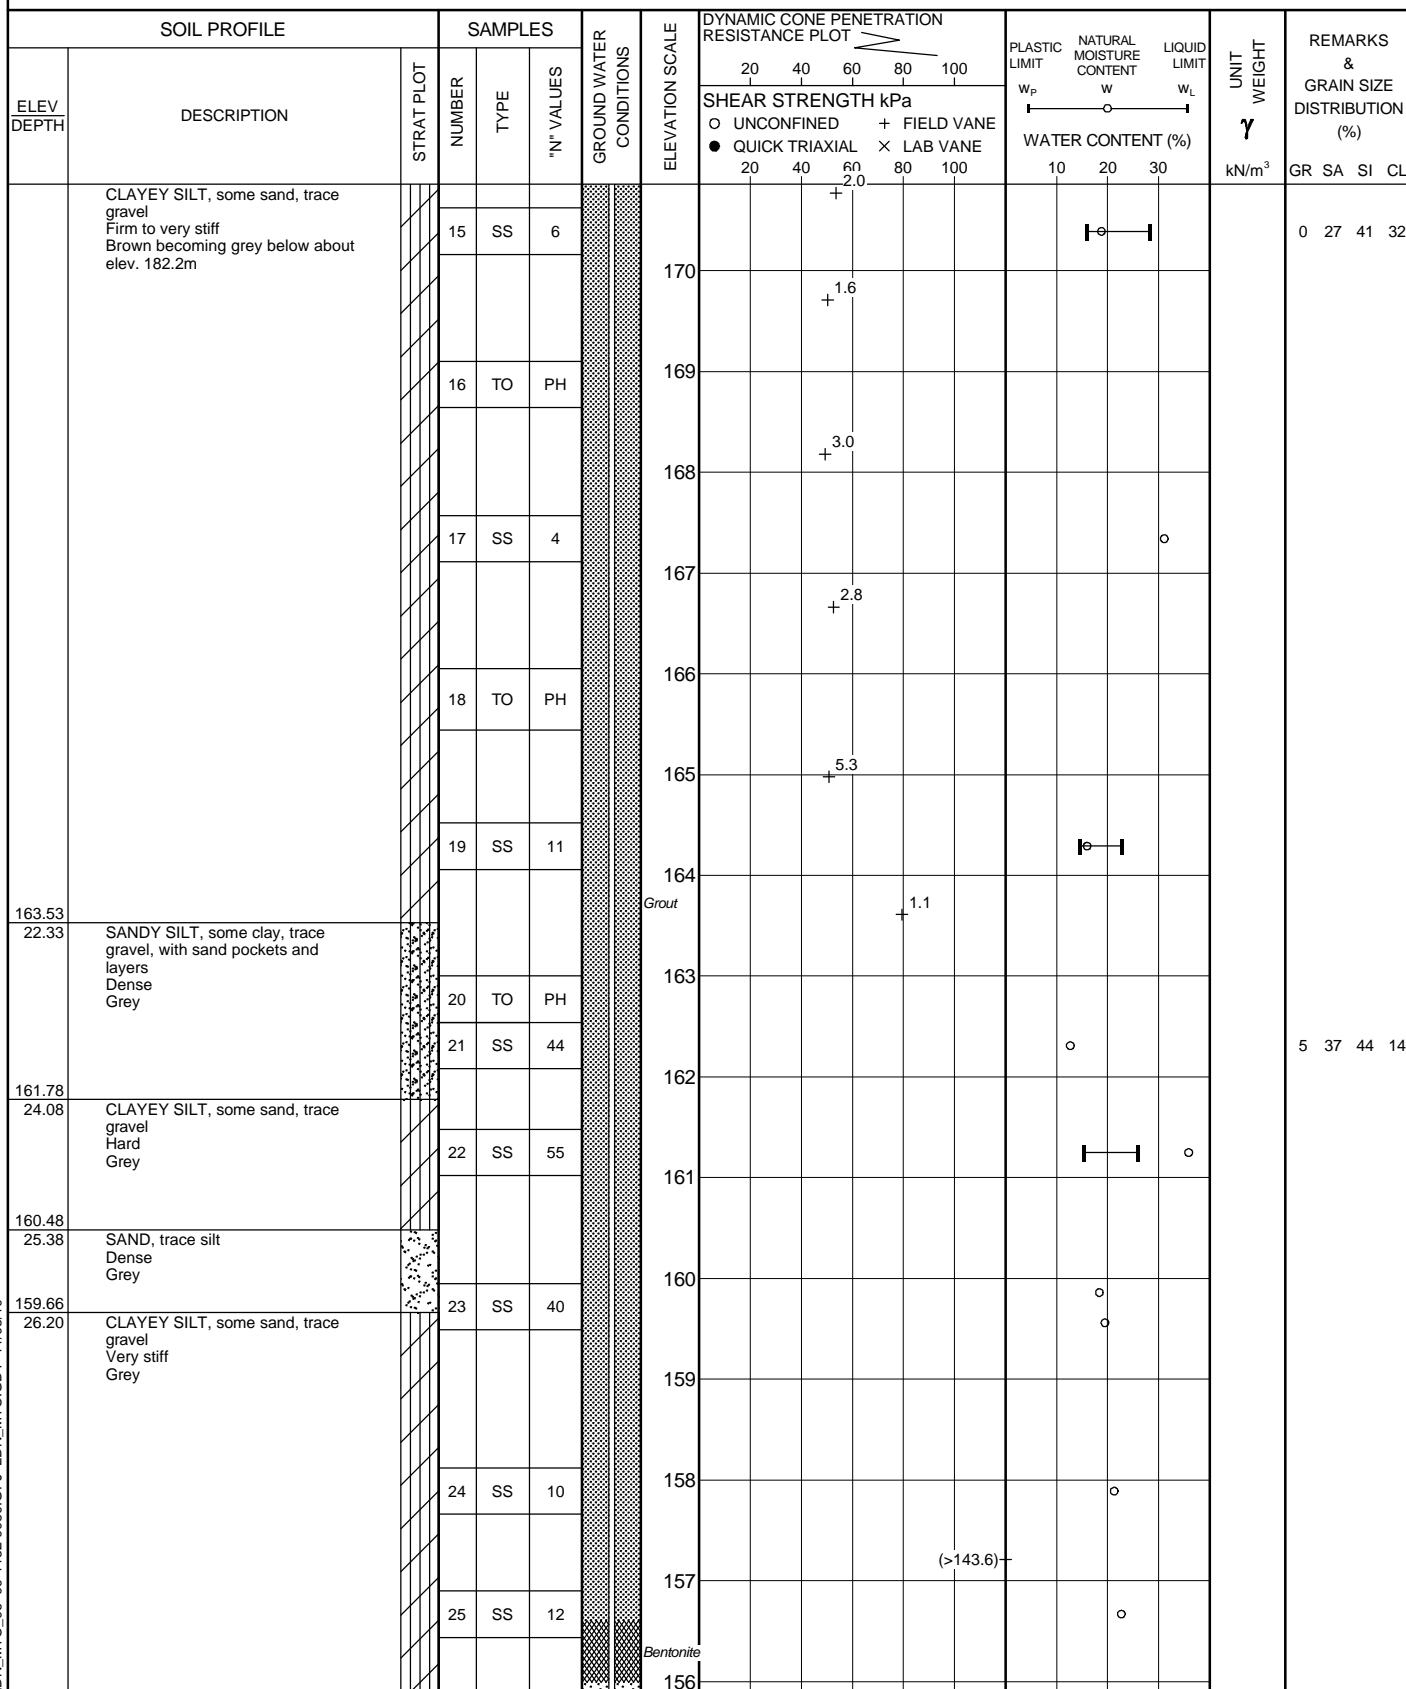 SOIL PROFILE
SAMPLES
GROUND WATER
CONDITIONS
ELEVATION SCALE
DYNAMIC CONE PENETRATION
RESISTANCE PLOT
20 40 60 80 100
PLASTIC
LIMIT
NATURAL
MOISTURE
CONTENT
LIQUID
LIMIT
UNIT
WEIGHT
REMARKS
&
GRAIN SIZE
DISTRIBUTION
(%)
ELEV
DEPTH
DESCRIPTION
STRAT PLOT
NUMBER
TYPE
"N" VALUES
SHEAR STRENGTH kPa
UNCONFINED + FIELD VANE
QUICK TRIAXIAL × LAB VANE
20 40 60 80 100
wP w wL
WATER CONTENT (%)
10 20 30
γ
kN/m³
GR SA SI CL
CLAYEY SILT, some sand, trace
gravel
Firm to very stiff
Brown becoming grey below about
elev. 182.2m
2.0
15 SS 6
0 27 41 32
170
1.6
16 TO PH
169
3.0
168
17 SS 4
167
2.8
166
18 TO PH
165
5.3
19 SS 11
164
Grout
1.1
163.53
22.33
SANDY SILT, some clay, trace
gravel, with sand pockets and
layers
Dense
Grey
163
20 TO PH
21 SS 44
5 37 44 14
162
161.78
24.08
CLAYEY SILT, some sand, trace
gravel
Hard
Grey
22 SS 55
161
160.48
25.38
SAND, trace silt
Dense
Grey
160
159.66
23 SS 40
26.20
CLAYEY SILT, some sand, trace
gravel
Very stiff
Grey
159
158
24 SS 10
(>143.6)
157
25 SS 12
Bentonite
156